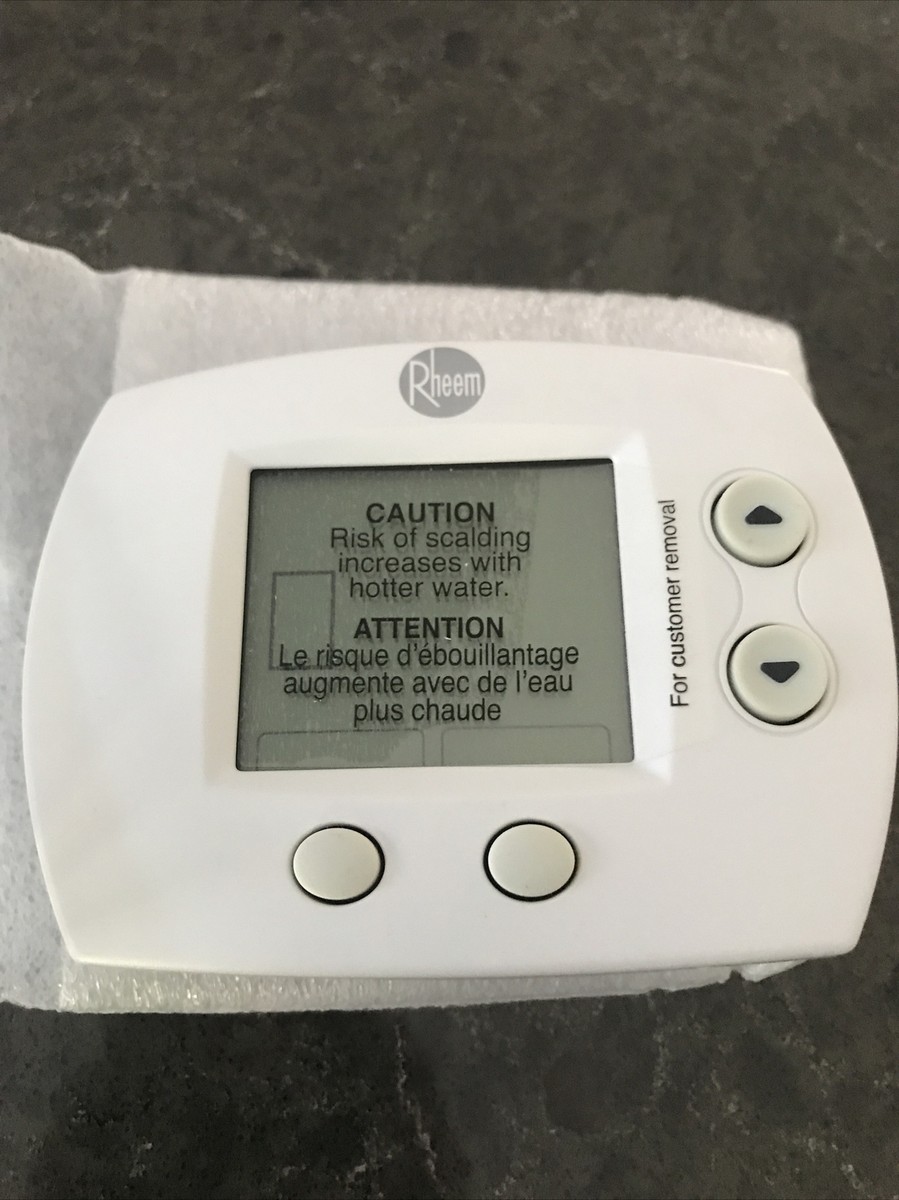 Rheem
CAUTION
Risk of scalding
increases with
hotter water.
ATTENTION
Le risque d'ébouillantage
augmente avec de l'eau
plus chaude
For customer removal